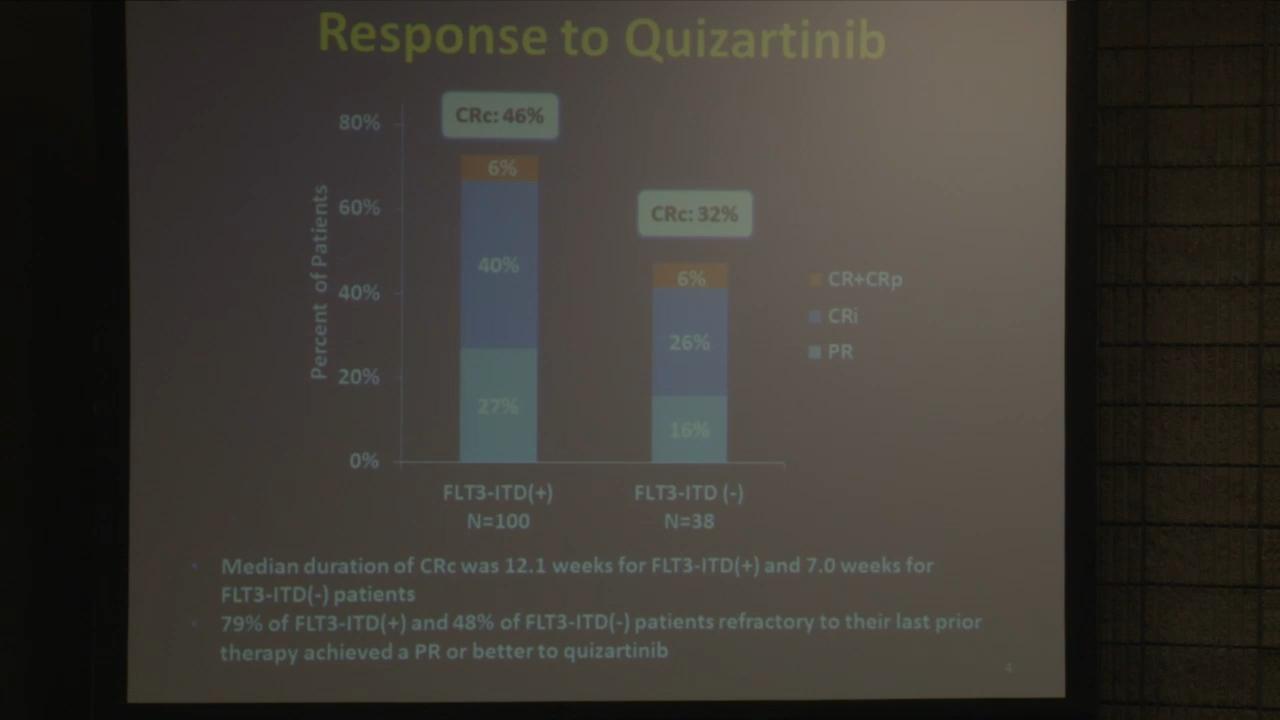 Response to Quizartinib
CRc: 46%
CRc: 32%
80%
60%
40%
20%
0%
Percent of Patients
6%
40%
27%
6%
26%
16%
CR+CRp
CRi
PR
FLT3-ITD(+)
N=100
FLT3-ITD (-)
N=38
Median duration of CRc was 12.1 weeks for FLT3-ITD(+) and 7.0 weeks for
FLT3-ITD(-) patients
79% of FLT3-ITD(+) and 48% of FLT3-ITD(-) patients refractory to their last prior
therapy achieved a PR or better to quizartinib
4